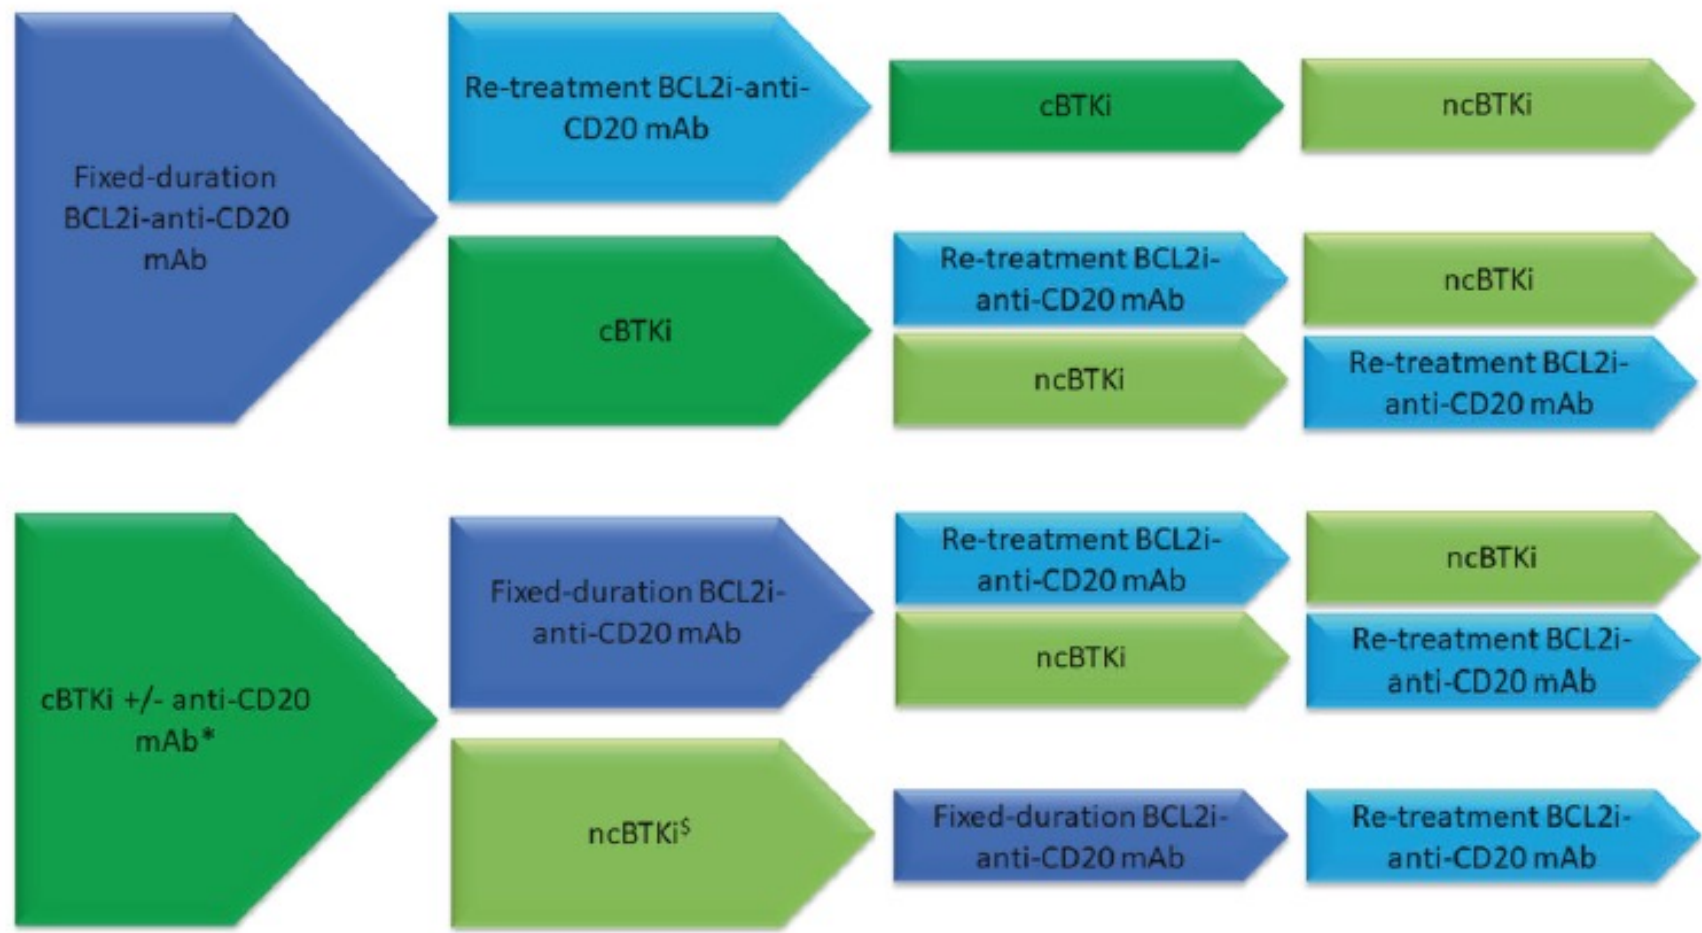 Fixed-duration
BCL2i-anti-CD20
mAb
Re-treatment BCL2i-anti-
CD20 mAb
cBTKi
ncBTKi
cBTKi
Re-treatment BCL2i-
anti-CD20 mAb
ncBTKi
ncBTKi
Re-treatment BCL2i-
anti-CD20 mAb
cBTKi +/- anti-CD20
mAb*
Fixed-duration BCL2i-
anti-CD20 mAb
Re-treatment BCL2i-
anti-CD20 mAb
ncBTKi
ncBTKi
Re-treatment BCL2i-
anti-CD20 mAb
ncBTKi$
Fixed-duration BCL2i-
anti-CD20 mAb
Re-treatment BCL2i-
anti-CD20 mAb